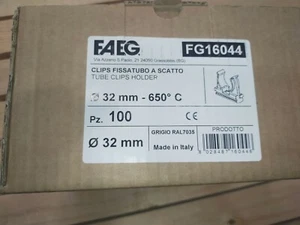 FAEG
FG16044
CLIPS FISSATUBO A SCATTO
TUBE CLIPS HOLDER
Ø 32 mm - 650° C
Pz. 100
Ø 32 mm
GRIGIO RAL7035
Made in Italy
PRODOTTO
8023487160448